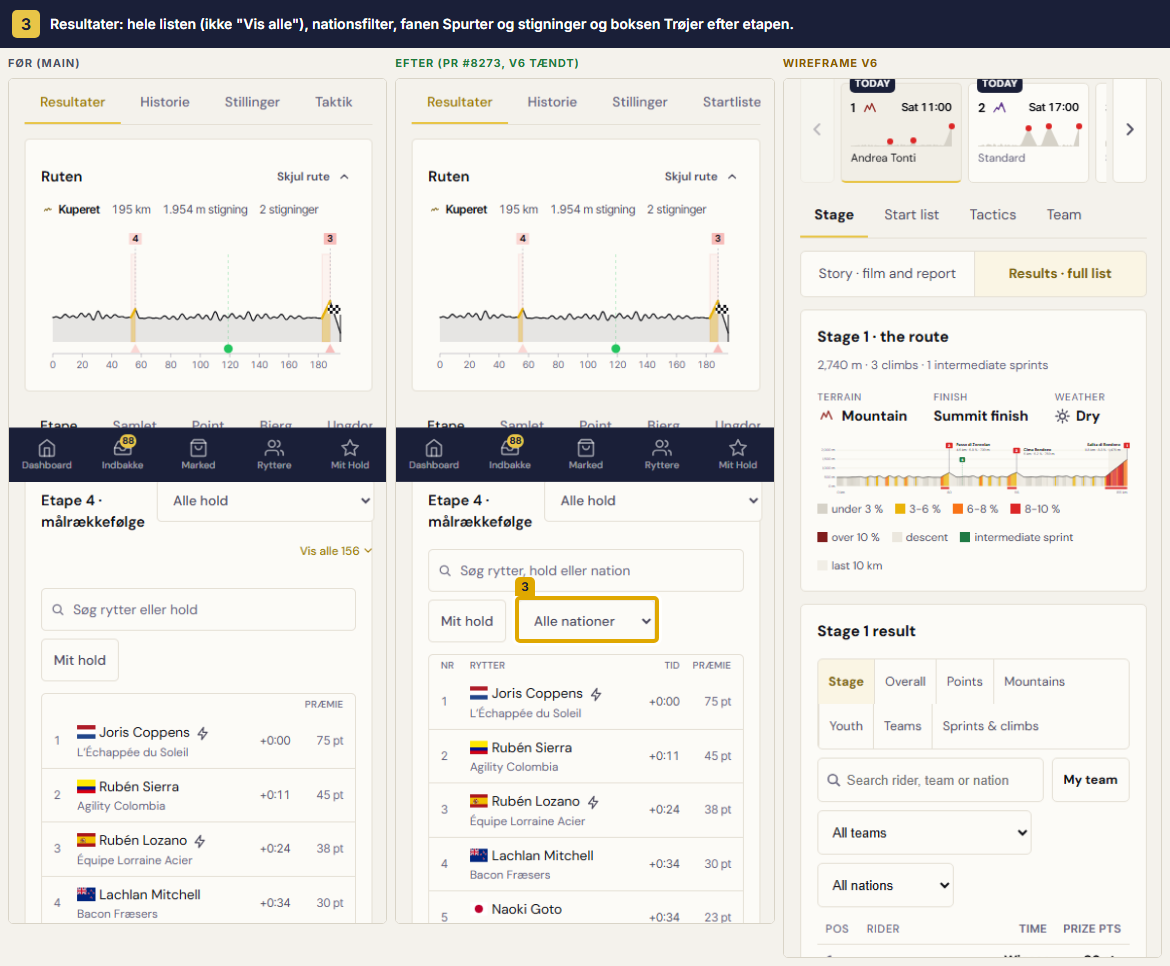 3 Resultater: hele listen (ikke "Vis alle"), nationsfilter, fanen Spurter og stigninger og boksen Trøjer efter etapen.
FØR (MAIN)
Resultater Historie Stillinger Taktik
Ruten Skjul rute
Kuperet 195 km 1.954 m stigning 2 stigninger
4 3
0 20 40 60 80 100 120 140 160 180
Etape Samlet Point Bjerg Ungdor
Dashboard 88 Indbakke Marked Ryttere Mit Hold
Etape 4 · målrækkefølge
Alle hold
Vis alle 156
Søg rytter eller hold
Mit hold
PRÆMIE
1 Joris Coppens +0:00 75 pt
L'Échappée du Soleil
2 Rubén Sierra +0:11 45 pt
Agility Colombia
3 Rubén Lozano +0:24 38 pt
Équipe Lorraine Acier
4 Lachlan Mitchell +0:34 30 pt
Bacon Fræsers
EFTER (PR #8273, V6 TÆNDT)
Resultater Historie Stillinger Startliste
Ruten Skjul rute
Kuperet 195 km 1.954 m stigning 2 stigninger
4 3
0 20 40 60 80 100 120 140 160 180
Etape Samlet Point Bjerg Ungdor
Dashboard 88 Indbakke Marked Ryttere Mit Hold
Etape 4 · målrækkefølge
Alle hold
Søg rytter, hold eller nation
3
Mit hold Alle nationer
NR RYTTER TID PRÆMIE
1 Joris Coppens +0:00 75 pt
L'Échappée du Soleil
2 Rubén Sierra +0:11 45 pt
Agility Colombia
3 Rubén Lozano +0:24 38 pt
Équipe Lorraine Acier
4 Lachlan Mitchell +0:34 30 pt
Bacon Fræsers
5 Naoki Goto +0:34 23 pt
WIREFRAME V6
TODAY TODAY
1 Sat 11:00 2 Sat 17:00
Andrea Tonti Standard
Stage Start list Tactics Team
Story · film and report Results · full list
Stage 1 · the route
2,740 m · 3 climbs · 1 intermediate sprints
TERRAIN FINISH WEATHER
Mountain Summit finish Dry
under 3 % 3–6 % 6–8 % 8–10 %
over 10 % descent intermediate sprint
last 10 km
Stage 1 result
Stage Overall Points Mountains
Youth Teams Sprints & climbs
Search rider, team or nation My team
All teams
All nations
POS RIDER TIME PRIZE PTS